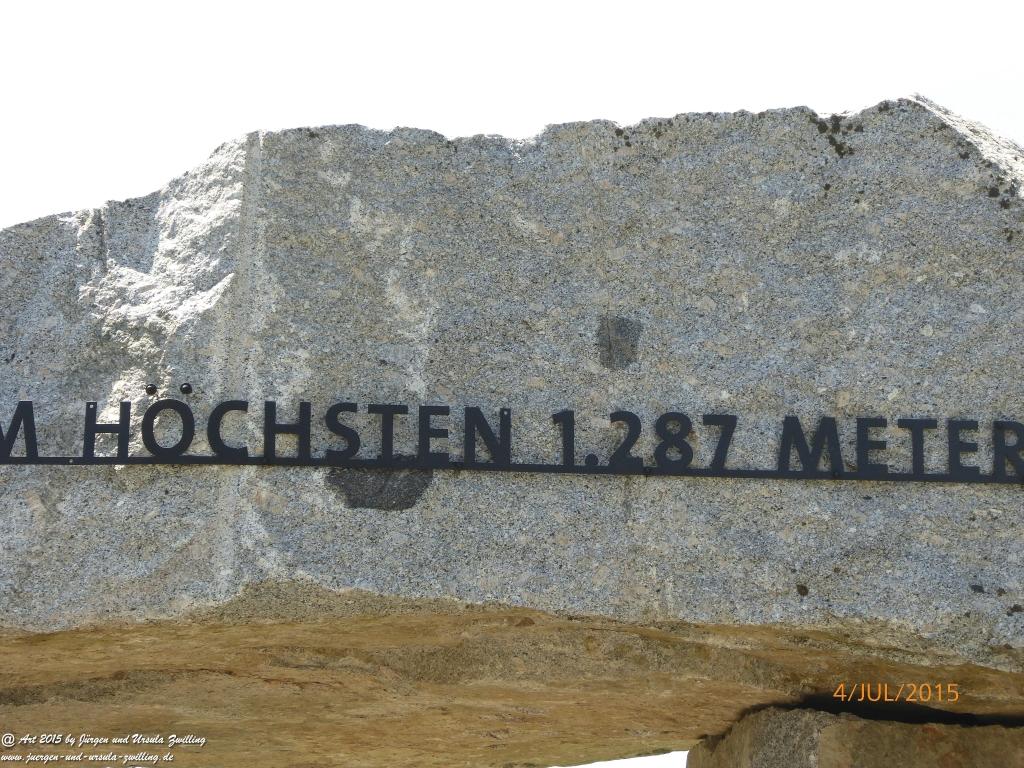 M HÖCHSTEN 1.287 METER
4/JUL/2015
@ Art 2015 by Jürgen und Ursula Zwilling
www.juergen-und-ursula-zwilling.de